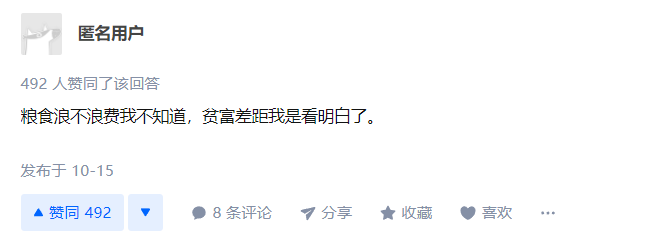 匿名用户
492 人赞同了该回答
粮食浪不浪费我不知道，贫富差距我是看明白了。
发布于 10-15
赞同 492 8 条评论 分享 收藏 喜欢